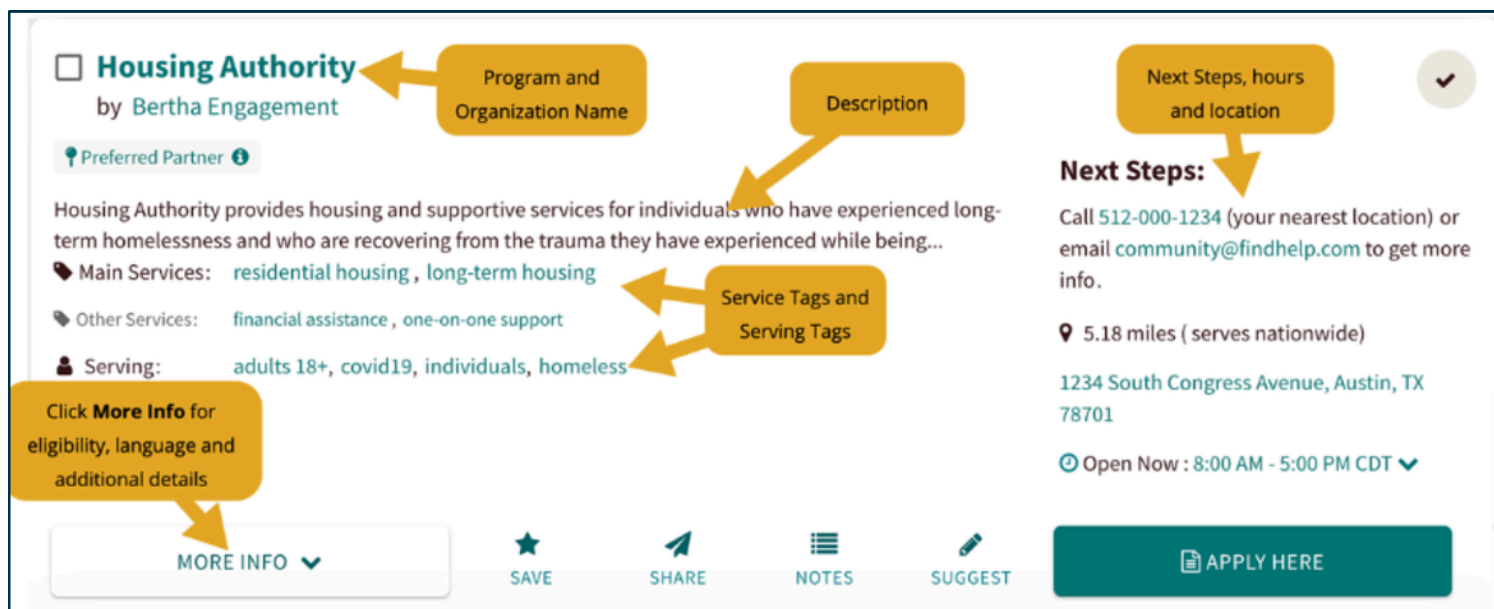 Housing Authority
by Bertha Engagement
Program and
Organization Name
Description
Next Steps, hours
and location
Preferred Partner
Housing Authority provides housing and supportive services for individuals who have experienced long-
term homelessness and who are recovering from the trauma they have experienced while being...
Main Services: residential housing , long-term housing
Other Services: financial assistance , one-on-one support
Serving: adults 18+, covid19, individuals, homeless
Service Tags and
Serving Tags
Click More Info for
eligibility, language and
additional details
Next Steps:
Call 512-000-1234 (your nearest location) or
email community@findhelp.com to get more
info.
5.18 miles ( serves nationwide)
1234 South Congress Avenue, Austin, TX
78701
Open Now : 8:00 AM - 5:00 PM CDT
MORE INFO
SAVE
SHARE
NOTES
SUGGEST
APPLY HERE